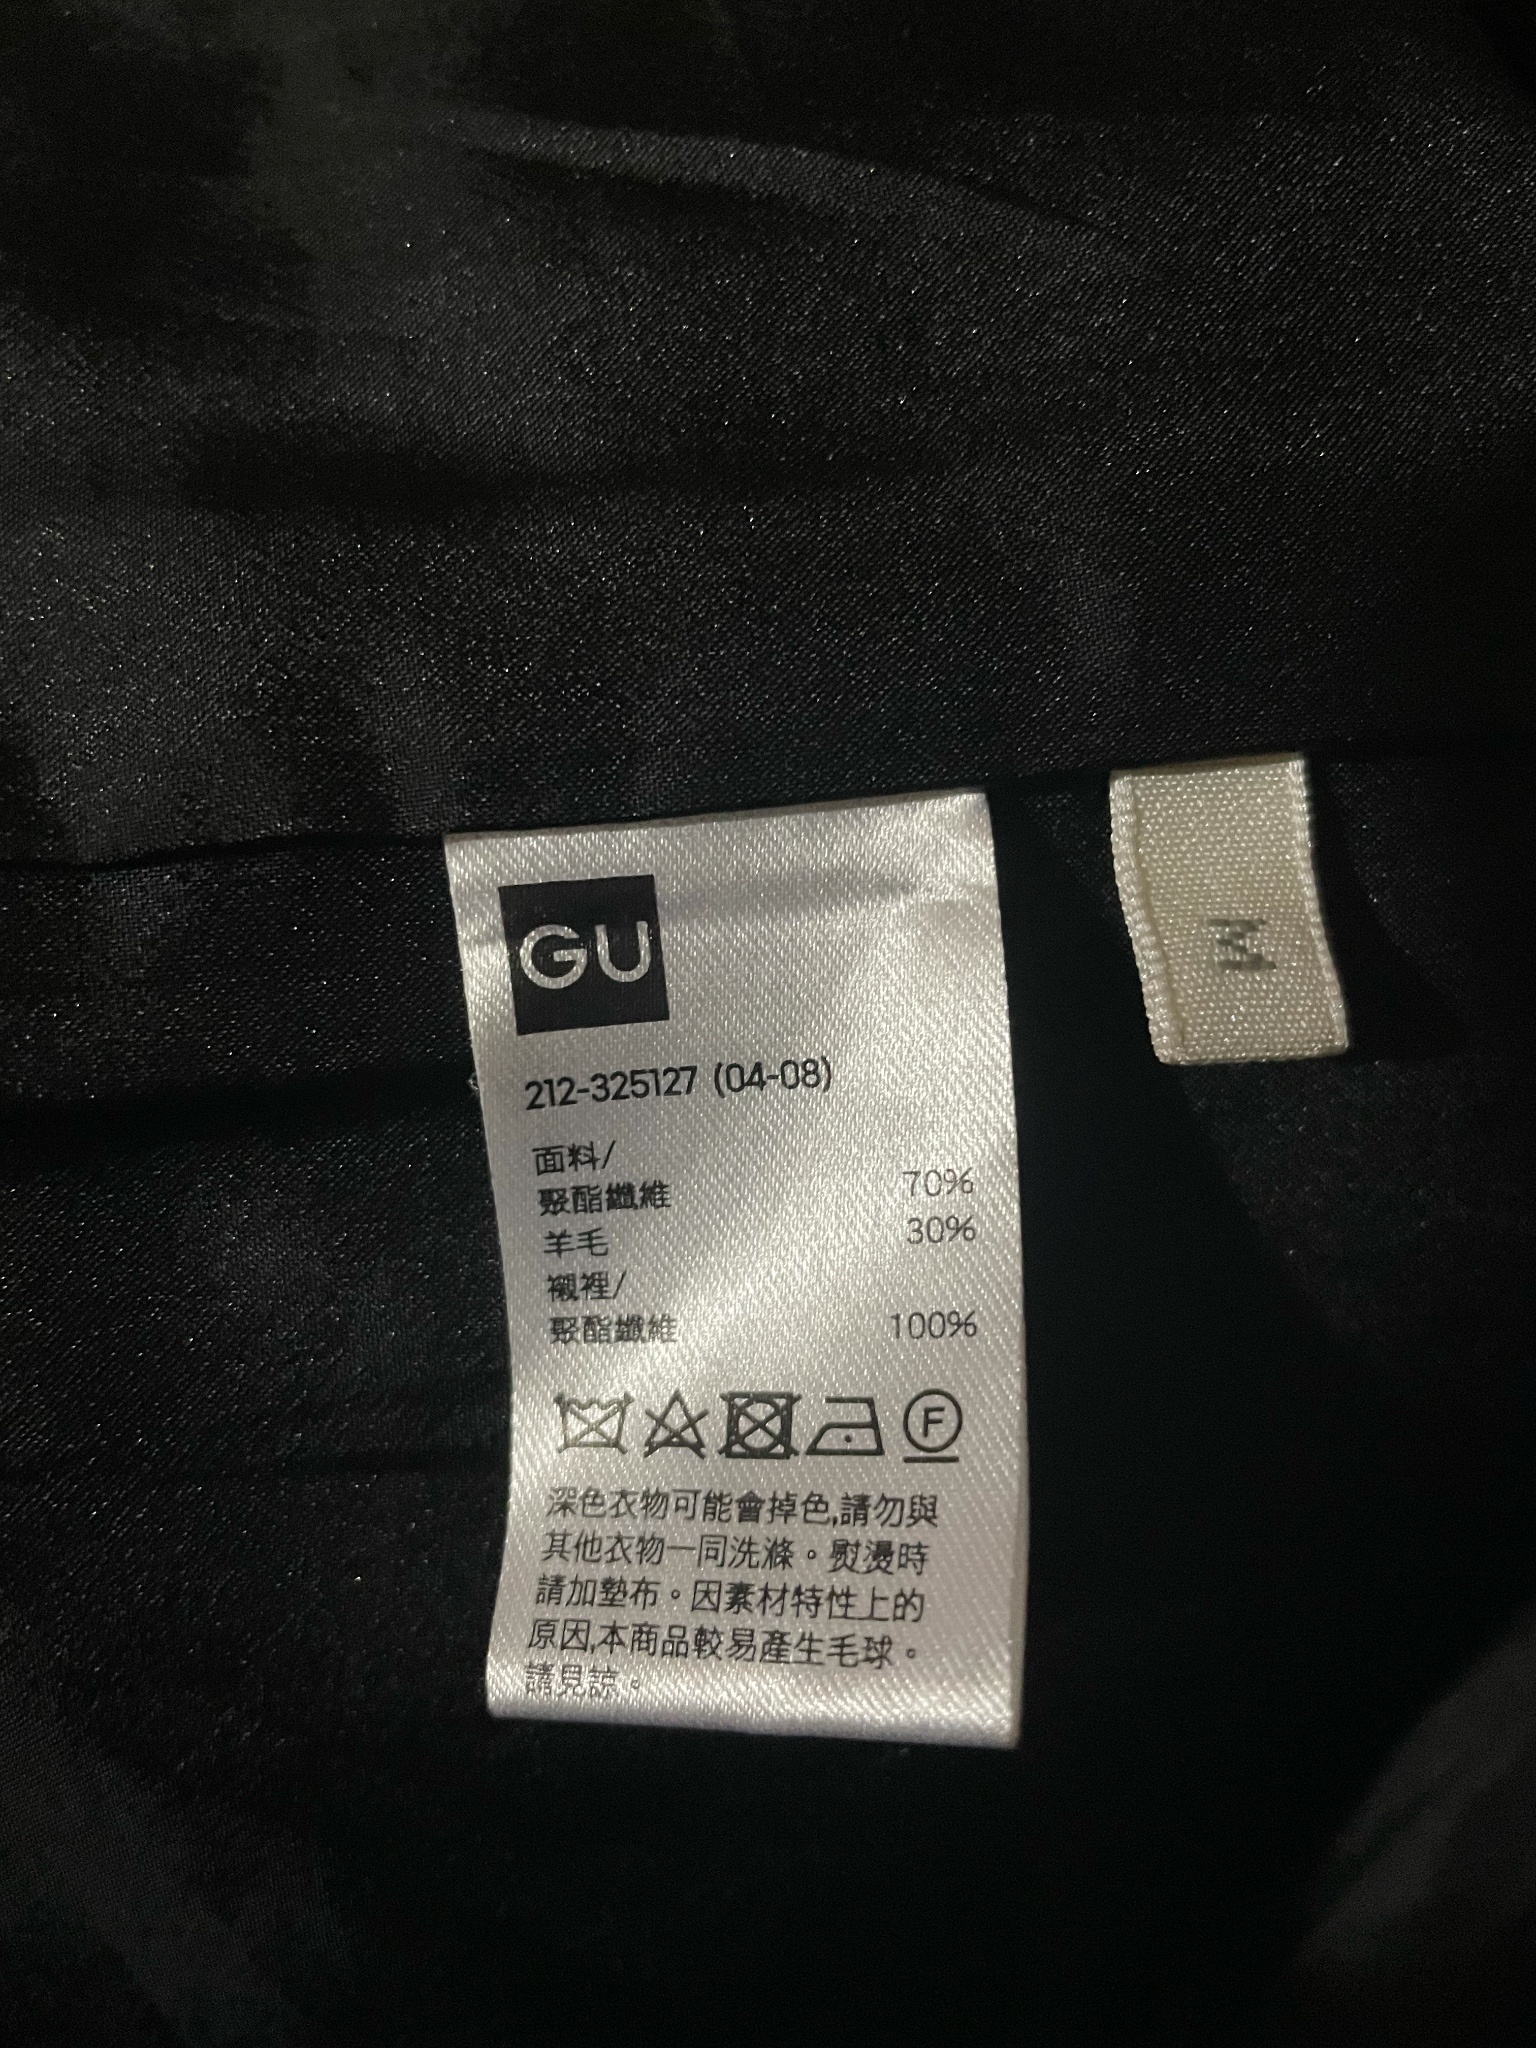 GU
212-325127 (04-08)
面料/
聚酯纖維 70%
羊毛 30%
襯裡/
聚酯纖維 100%
F
深色衣物可能會掉色,請勿與
其他衣物一同洗滌。熨燙時
請加墊布。因素材特性上的
原因,本商品較易產生毛球。
請見諒。
M